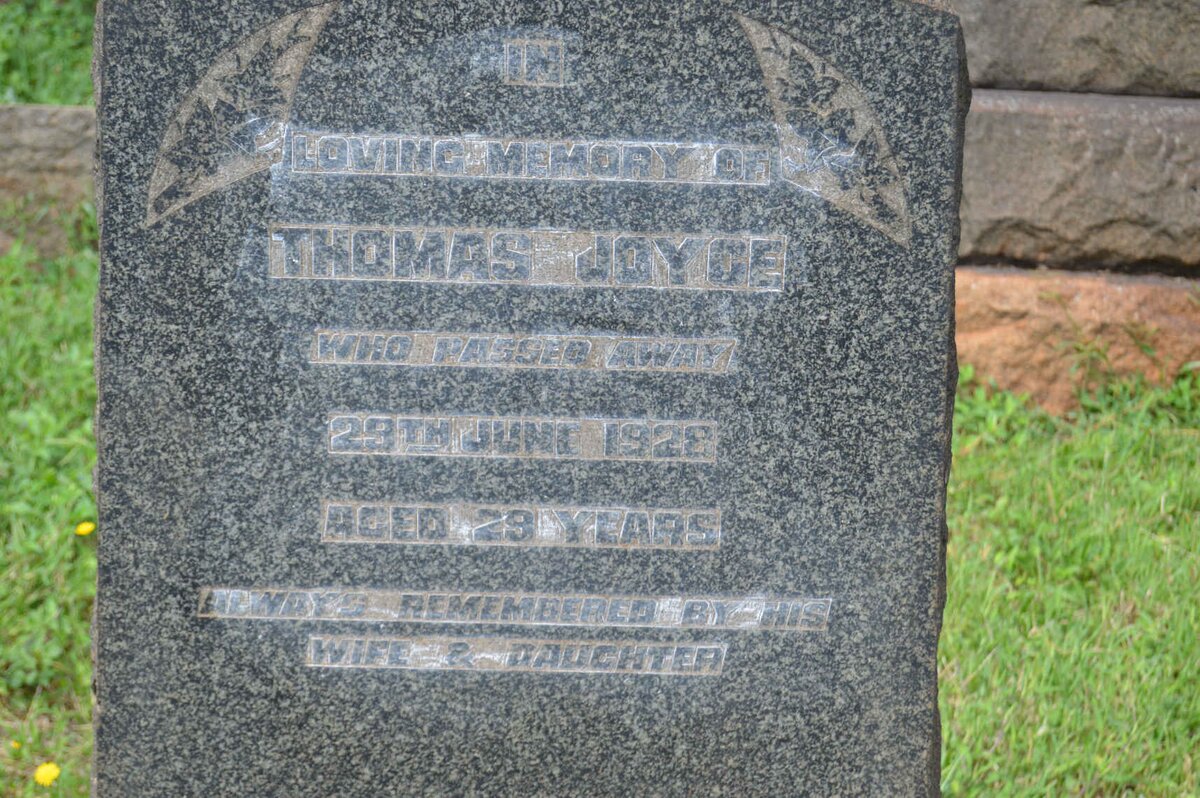 IN
LOVING MEMORY OF
THOMAS JOYCE
WHO PASSED AWAY
29TH JUNE 1928
AGED 29 YEARS
ALWAYS REMEMBERED BY HIS
WIFE & DAUGHTER